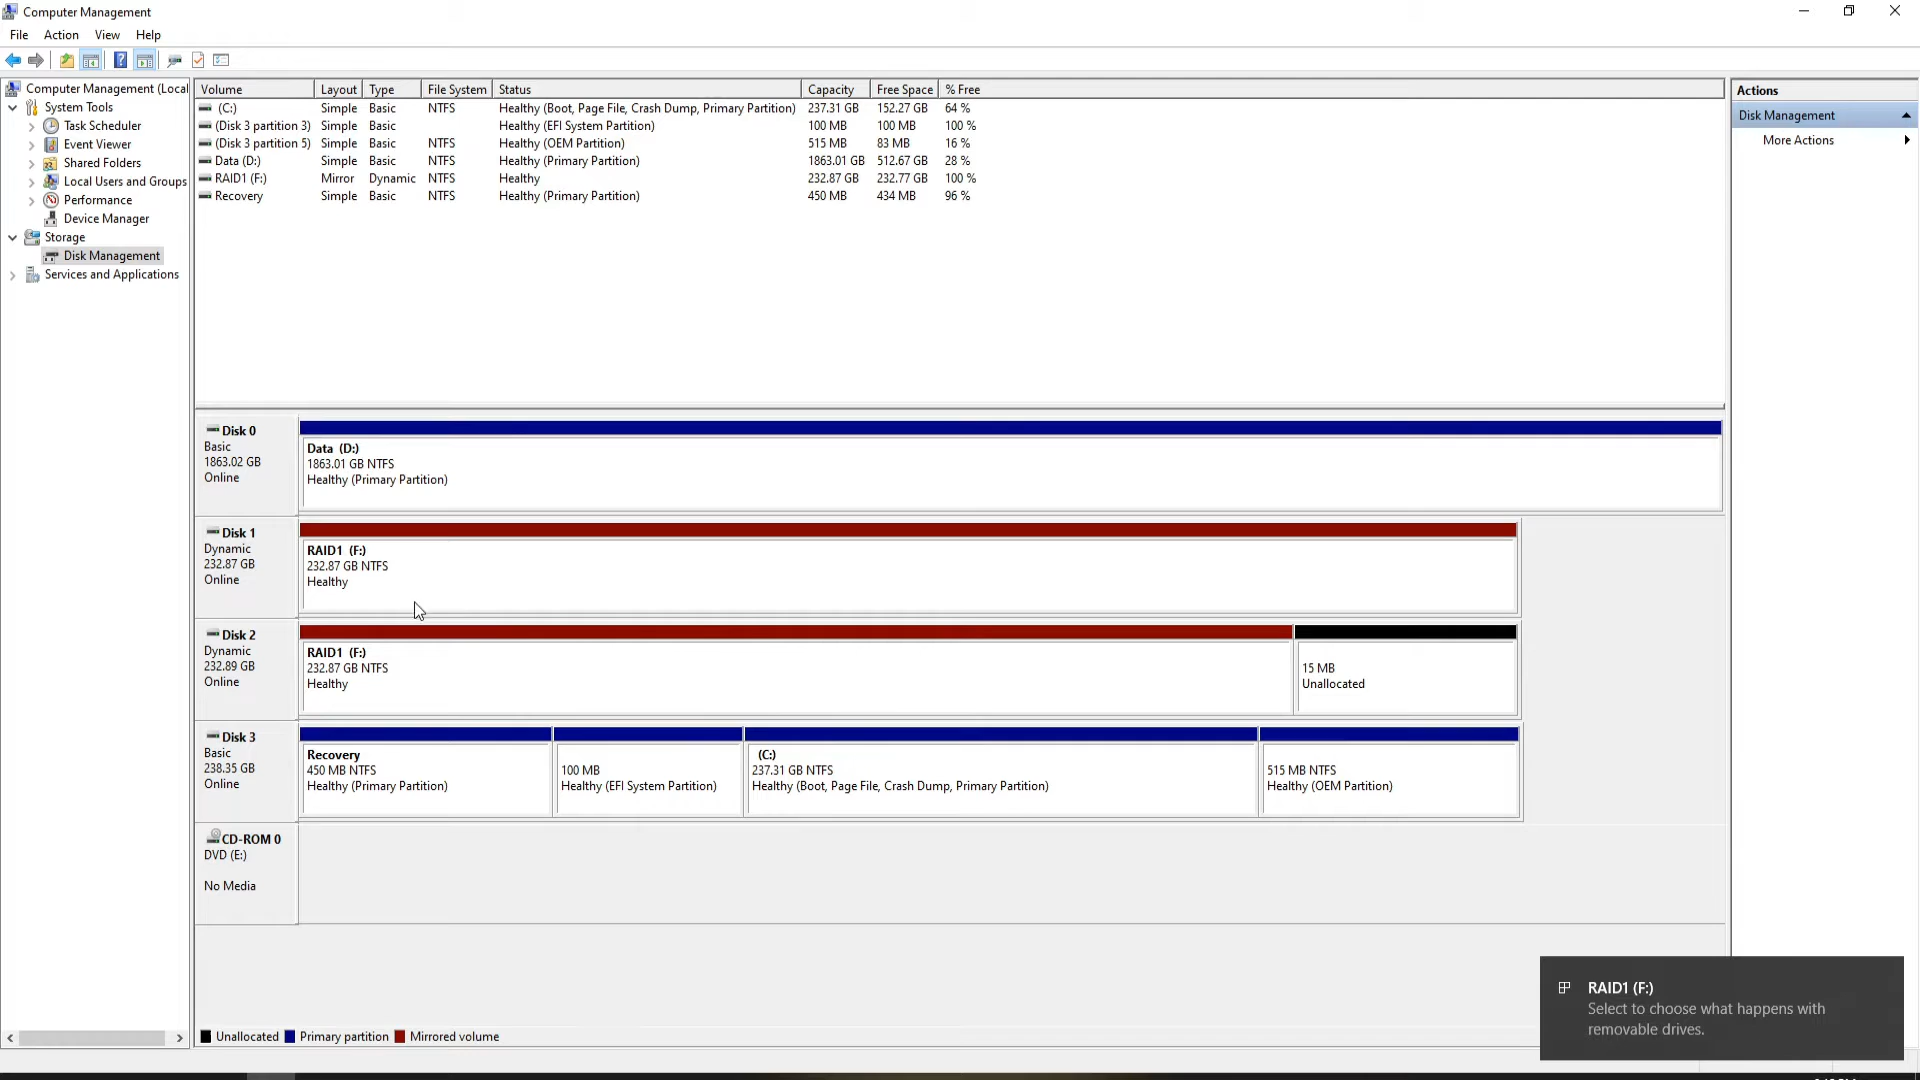 Computer Management
File Action View Help
Computer Management (Local
System Tools
Task Scheduler
Event Viewer
Shared Folders
Local Users and Groups
Performance
Device Manager
Storage
Disk Management
Services and Applications
Volume Layout Type File System Status Capacity Free Space % Free
(C:) Simple Basic NTFS Healthy (Boot, Page File, Crash Dump, Primary Partition) 237.31 GB 152.27 GB 64 %
(Disk 3 partition 3) Simple Basic Healthy (EFI System Partition) 100 MB 100 MB 100 %
(Disk 3 partition 5) Simple Basic NTFS Healthy (OEM Partition) 515 MB 83 MB 16 %
Data (D:) Simple Basic NTFS Healthy (Primary Partition) 1863.01 GB 512.67 GB 28 %
RAID1 (F:) Mirror Dynamic NTFS Healthy 232.87 GB 232.77 GB 100 %
Recovery Simple Basic NTFS Healthy (Primary Partition) 450 MB 434 MB 96 %
Disk 0
Basic
1863.02 GB
Online
Data (D:)
1863.01 GB NTFS
Healthy (Primary Partition)
Disk 1
Dynamic
232.87 GB
Online
RAID1 (F:)
232.87 GB NTFS
Healthy
Disk 2
Dynamic
232.89 GB
Online
RAID1 (F:)
232.87 GB NTFS
Healthy
15 MB
Unallocated
Disk 3
Basic
238.35 GB
Online
Recovery
450 MB NTFS
Healthy (Primary Partition)
100 MB
Healthy (EFI System Partition)
(C:)
237.31 GB NTFS
Healthy (Boot, Page File, Crash Dump, Primary Partition)
515 MB NTFS
Healthy (OEM Partition)
CD-ROM 0
DVD (E:)
No Media
Unallocated Primary partition Mirrored volume
Actions
Disk Management
More Actions
RAID1 (F:)
Select to choose what happens with
removable drives.